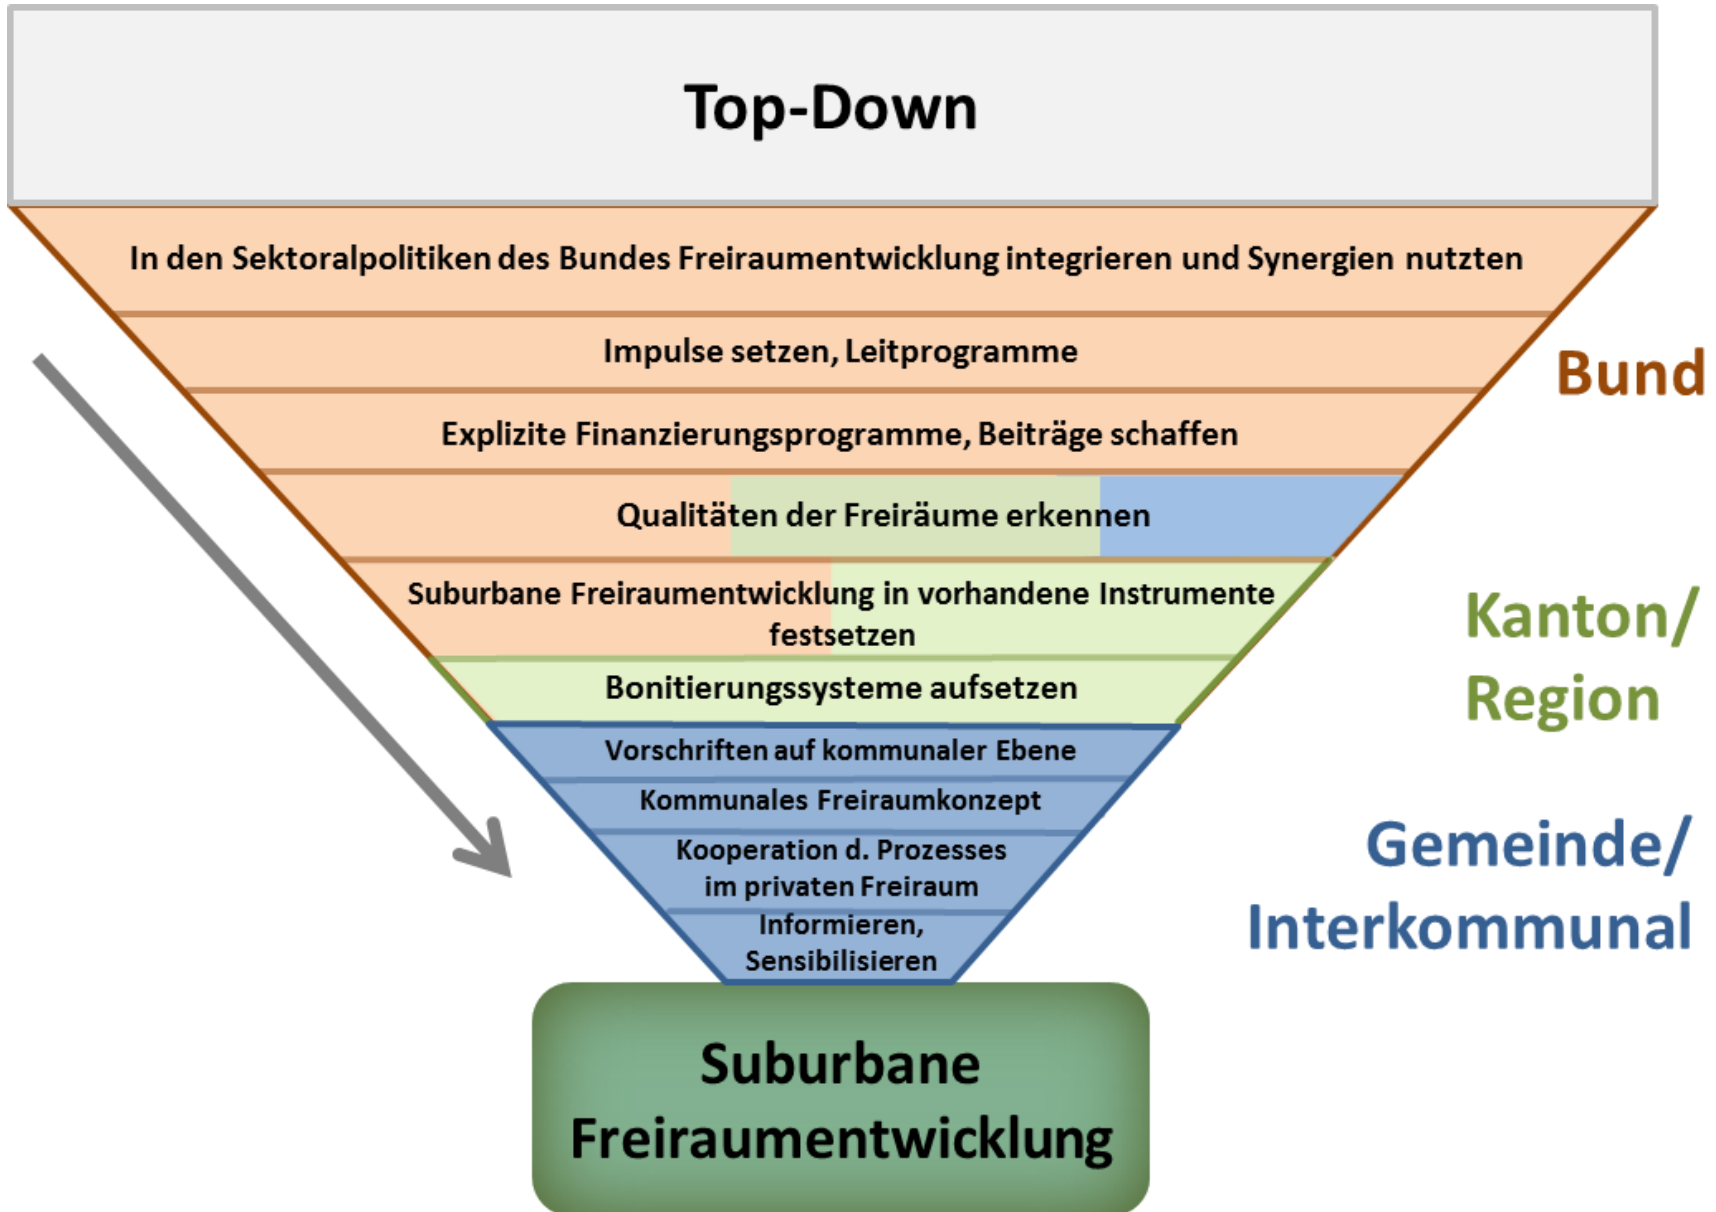 Top-Down
In den Sektoralpolitiken des Bundes Freiraumentwicklung integrieren und Synergien nutzten
Impulse setzen, Leitprogramme
Bund
Explizite Finanzierungsprogramme, Beiträge schaffen
Qualitäten der Freiräume erkennen
Suburbane Freiraumentwicklung in vorhandene Instrumente
festsetzen
Kanton/
Region
Bonitierungssysteme aufsetzen
Vorschriften auf kommunaler Ebene
Kommunales Freiraumkonzept
Kooperation d. Prozesses
im privaten Freiraum
Gemeinde/
Interkommunal
Informieren,
Sensibilisieren
Suburbane
Freiraumentwicklung